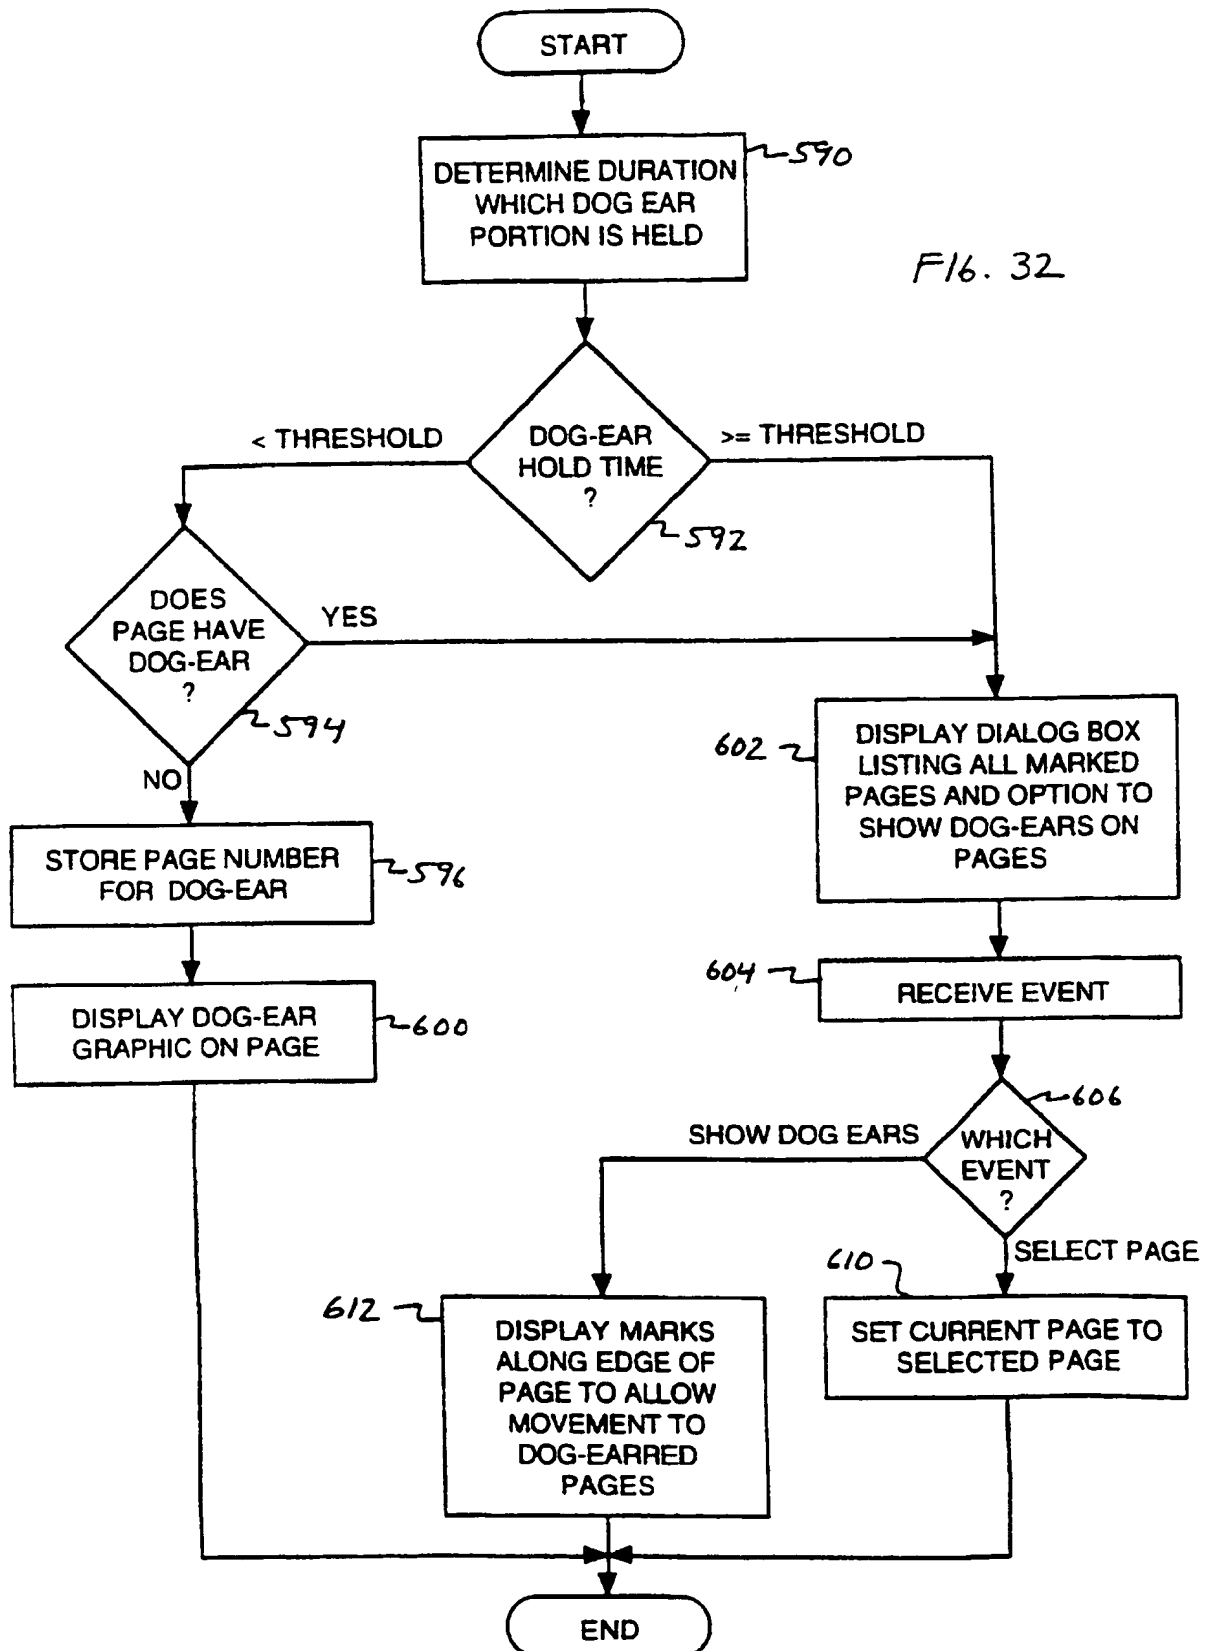 START
DETERMINE DURATION
WHICH DOG EAR
PORTION IS HELD
590
FIG. 32
< THRESHOLD
DOG-EAR
HOLD TIME
?
>= THRESHOLD
592
DOES
PAGE HAVE
DOG-EAR
?
YES
594
NO
STORE PAGE NUMBER
FOR DOG-EAR
596
DISPLAY DOG-EAR
GRAPHIC ON PAGE
600
602
DISPLAY DIALOG BOX
LISTING ALL MARKED
PAGES AND OPTION TO
SHOW DOG-EARS ON
PAGES
604
RECEIVE EVENT
606
SHOW DOG EARS
WHICH
EVENT
?
SELECT PAGE
610
SET CURRENT PAGE TO
SELECTED PAGE
612
DISPLAY MARKS
ALONG EDGE OF
PAGE TO ALLOW
MOVEMENT TO
DOG-EARRED
PAGES
END